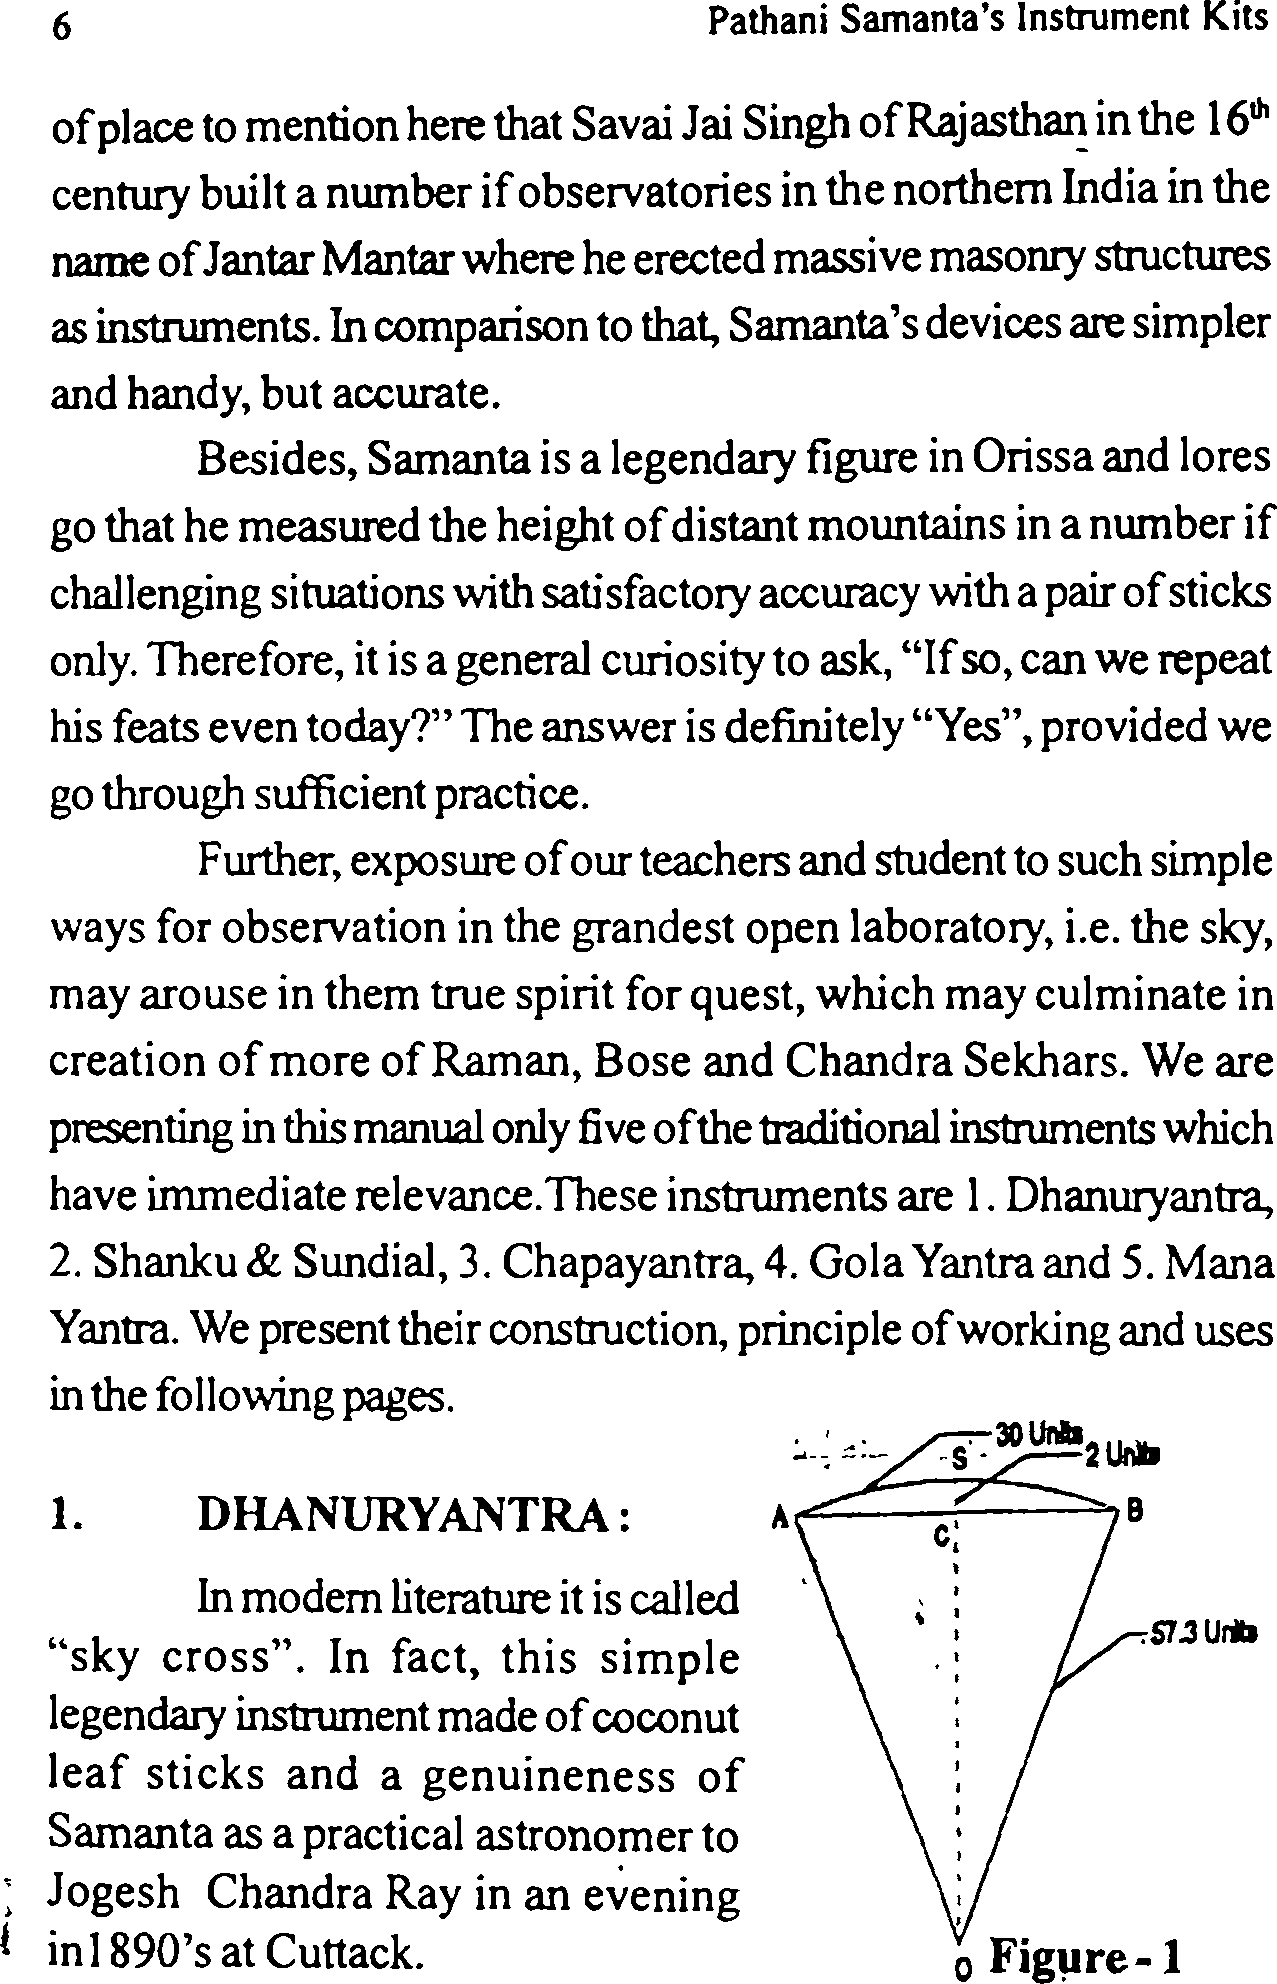 6
Pathani Samanta's Instrument Kits
of place to mention here that Savai Jai Singh of Rajasthan in the 16th
century built a number if observatories in the northern India in the
name of Jantar Mantar where he erected massive masonry structures
as instruments. In comparison to that, Samanta's devices are simpler
and handy, but accurate.
Besides, Samanta is a legendary figure in Orissa and lores
go that he measured the height of distant mountains in a number if
challenging situations with satisfactory accuracy with a pair of sticks
only. Therefore, it is a general curiosity to ask, “If so, can we repeat
his feats even today?” The answer is definitely “Yes”, provided we
go through sufficient practice.
Further, exposure of our teachers and student to such simple
ways for observation in the grandest open laboratory, i.e. the sky,
may arouse in them true spirit for quest, which may culminate in
creation of more of Raman, Bose and Chandra Sekhars. We are
presenting in this manual only five of the traditional instruments which
have immediate relevance.These instruments are 1. Dhanuryantra,
2. Shanku & Sundial, 3. Chapayantra, 4. Gola Yantra and 5. Mana
Yantra. We present their construction, principle of working and uses
in the following pages.
1. DHANURYANTRA :
In modern literature it is called
“sky cross”. In fact, this simple
legendary instrument made of coconut
leaf sticks and a genuineness of
Samanta as a practical astronomer to
Jogesh Chandra Ray in an evening
in1890's at Cuttack.
30 Units
S
2 Units
A
B
C
57.3 Units
O
Figure - 1